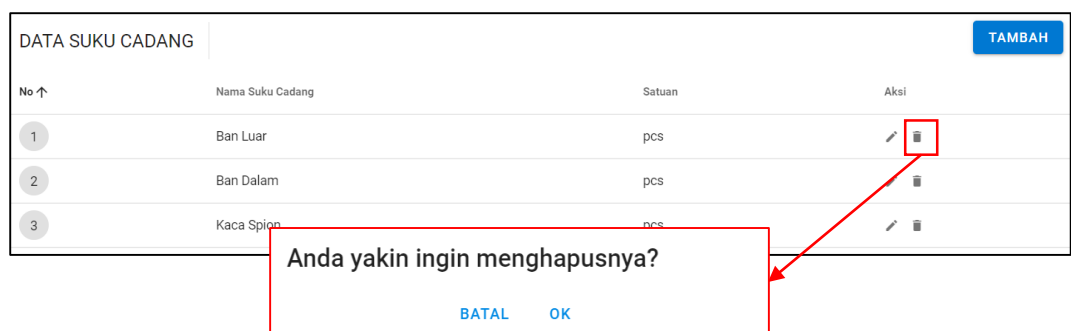 DATA SUKU CADANG TAMBAH
No Nama Suku Cadang Satuan Aksi
1 Ban Luar pcs
2 Ban Dalam pcs
3 Kaca Spion pcs
Anda yakin ingin menghapusnya?
BATAL OK